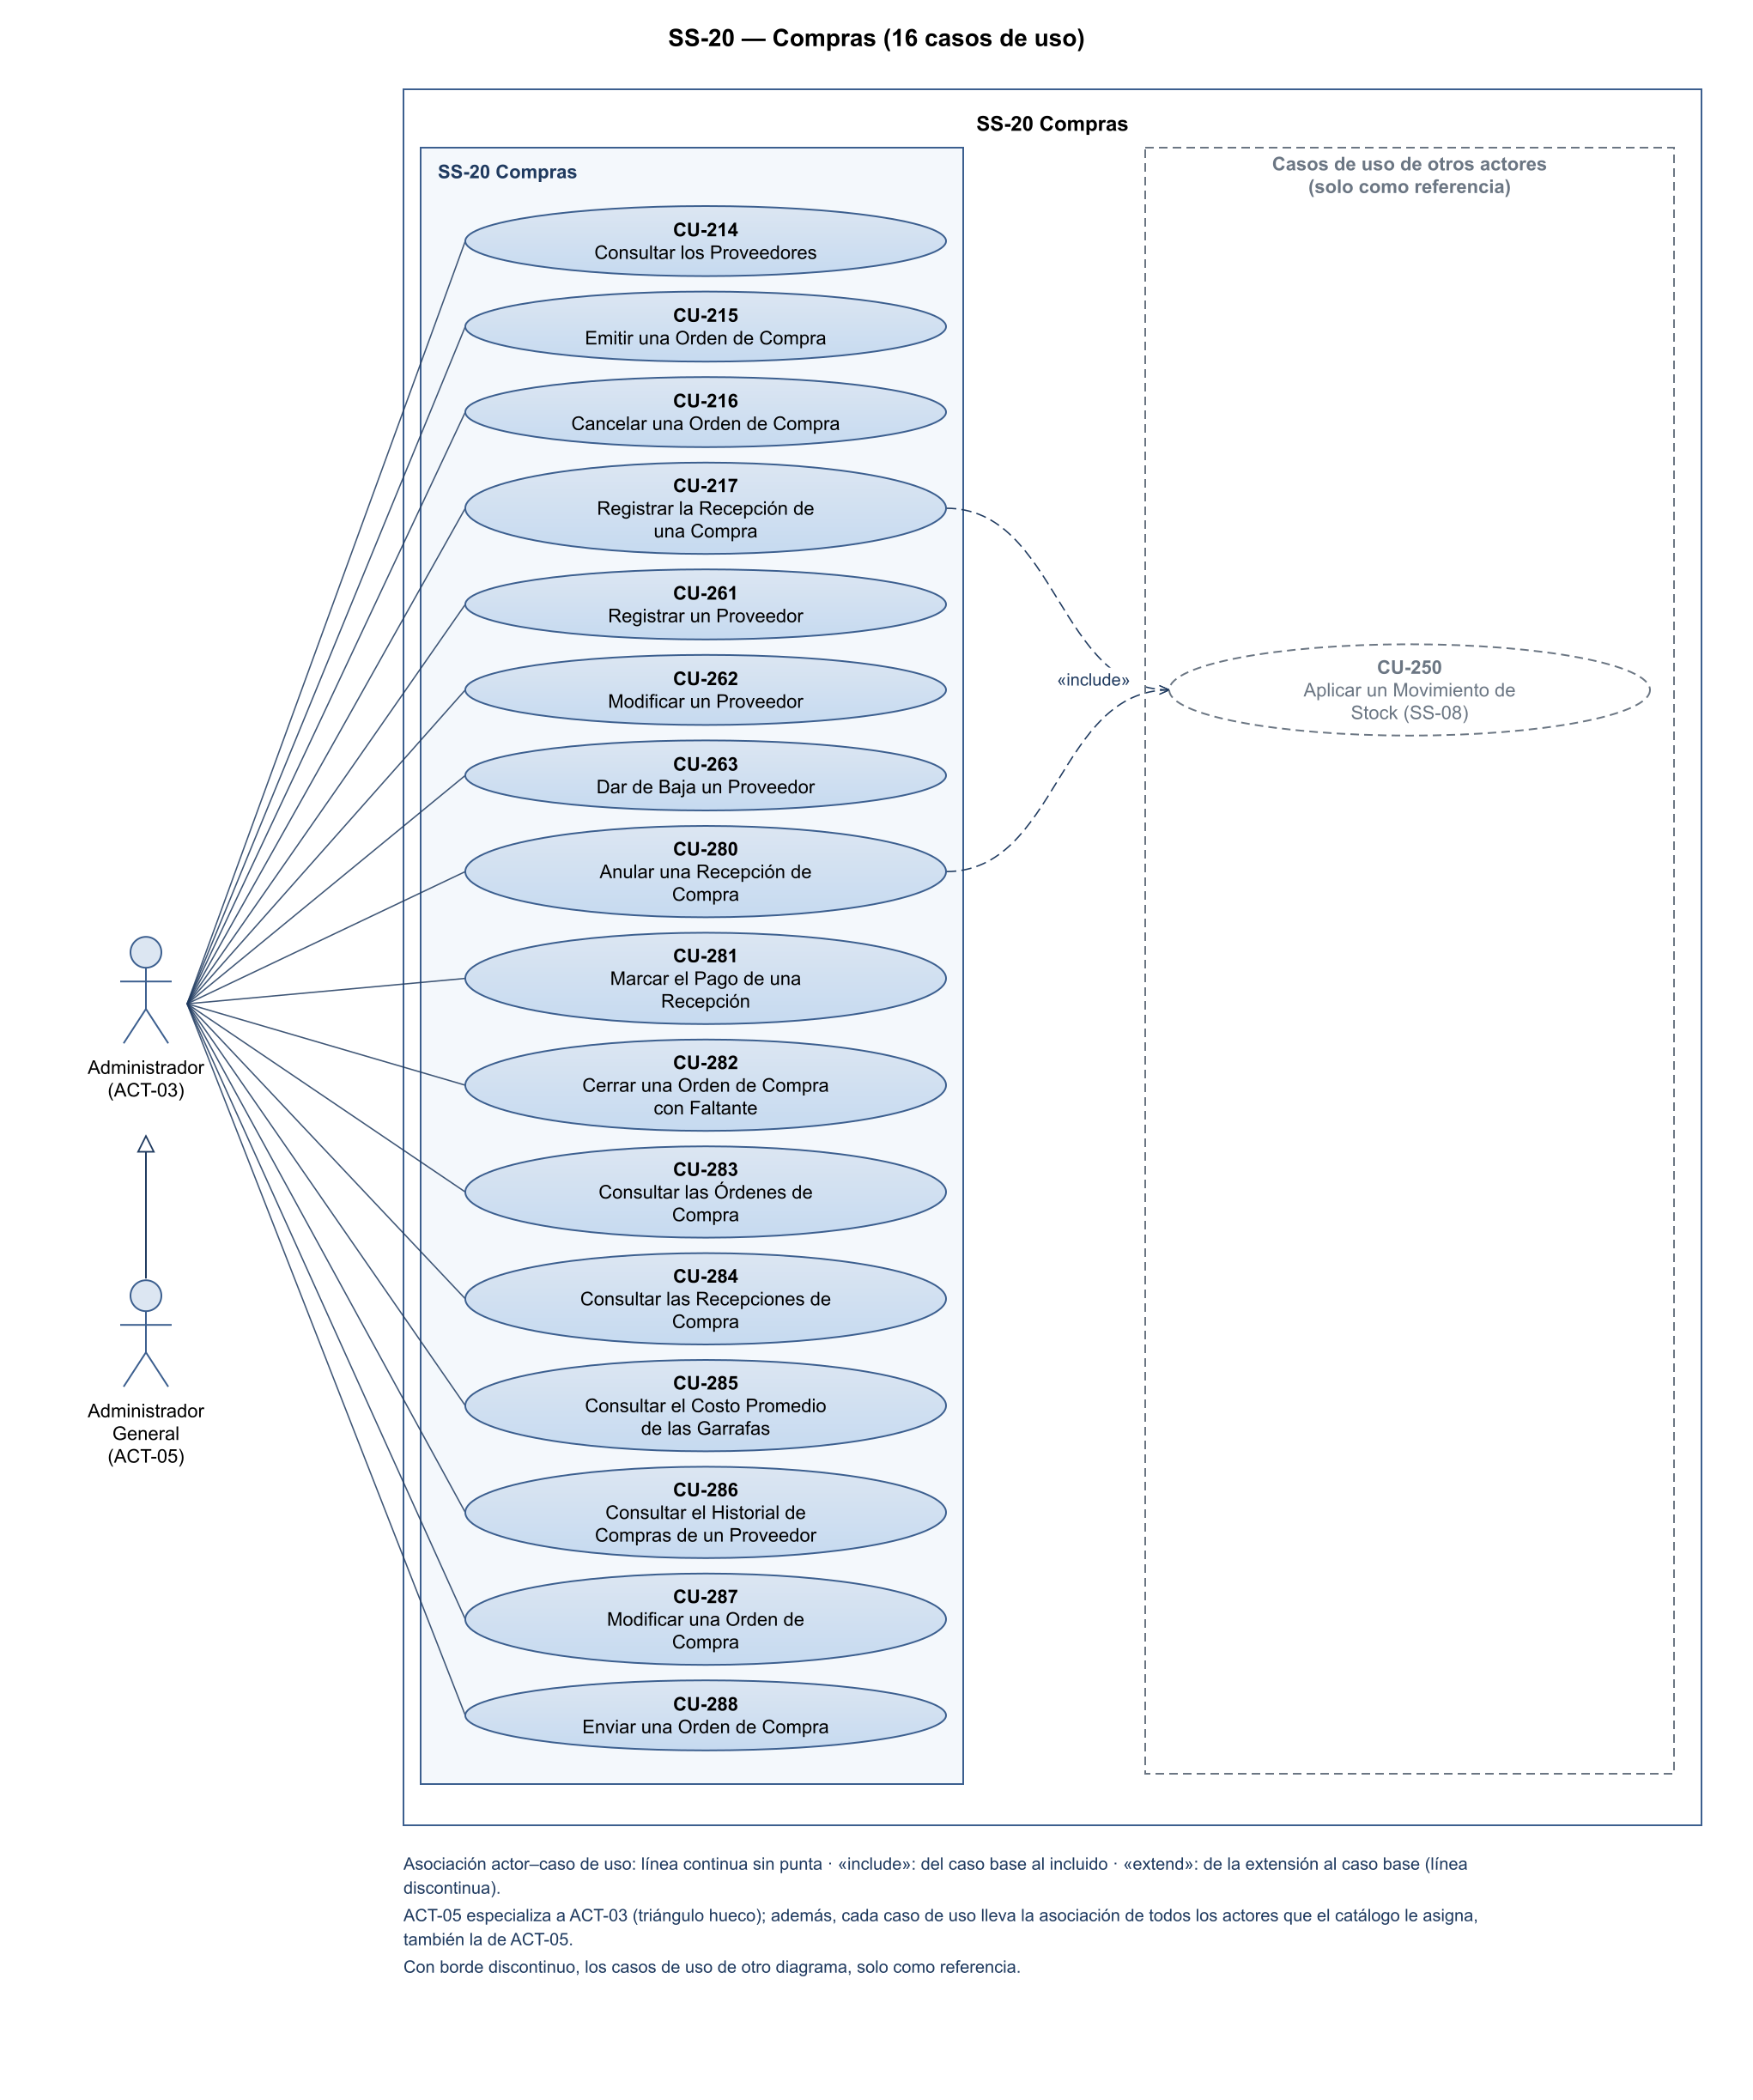 SS-20 — Compras (16 casos de uso)
SS-20 Compras
SS-20 Compras
Casos de uso de otros actores
(solo como referencia)
CU-214
Consultar los Proveedores
CU-215
Emitir una Orden de Compra
CU-216
Cancelar una Orden de Compra
CU-217
Registrar la Recepción de
una Compra
CU-261
Registrar un Proveedor
CU-262
Modificar un Proveedor
«include»
CU-250
Aplicar un Movimiento de
Stock (SS-08)
CU-263
Dar de Baja un Proveedor
CU-280
Anular una Recepción de
Compra
CU-281
Marcar el Pago de una
Recepción
Administrador
(ACT-03)
CU-282
Cerrar una Orden de Compra
con Faltante
CU-283
Consultar las Órdenes de
Compra
CU-284
Consultar las Recepciones de
Compra
CU-285
Consultar el Costo Promedio
de las Garrafas
Administrador
General
(ACT-05)
CU-286
Consultar el Historial de
Compras de un Proveedor
CU-287
Modificar una Orden de
Compra
CU-288
Enviar una Orden de Compra
Asociación actor–caso de uso: línea continua sin punta · «include»: del caso base al incluido · «extend»: de la extensión al caso base (línea
discontinua).
ACT-05 especializa a ACT-03 (triángulo hueco); además, cada caso de uso lleva la asociación de todos los actores que el catálogo le asigna,
también la de ACT-05.
Con borde discontinuo, los casos de uso de otro diagrama, solo como referencia.